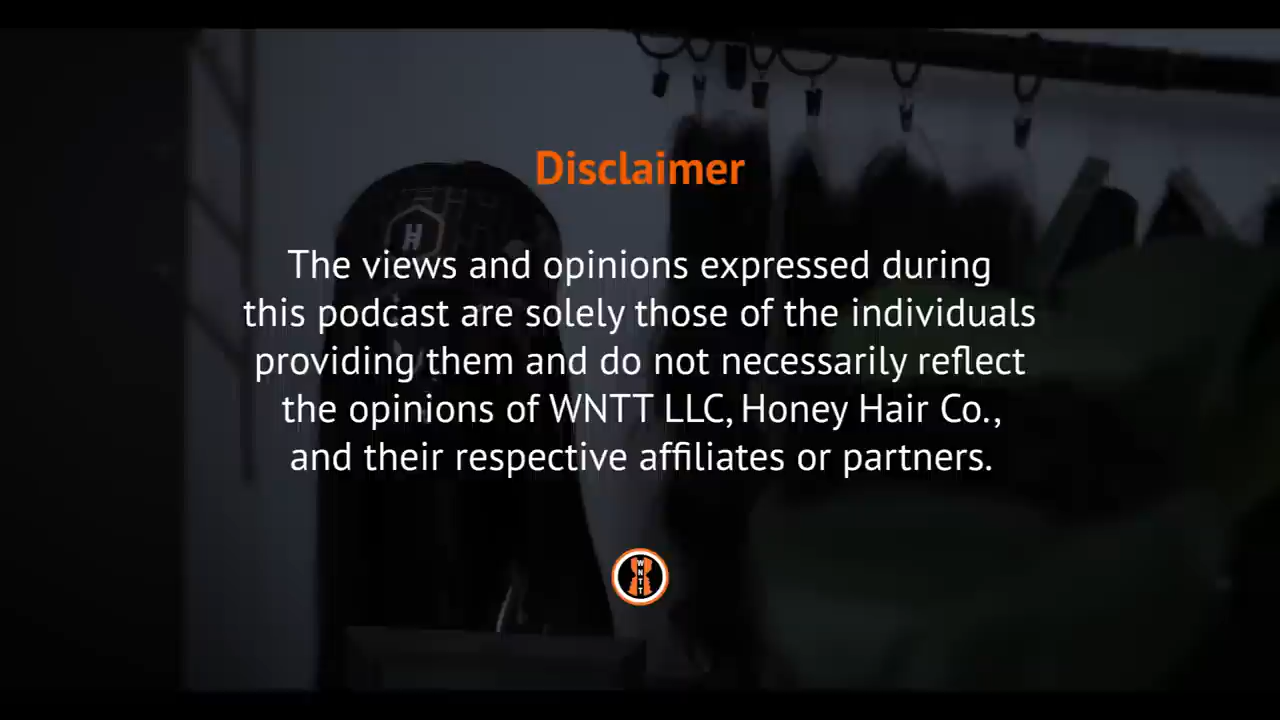 H
Disclaimer
The views and opinions expressed during
this podcast are solely those of the individuals
providing them and do not necessarily reflect
the opinions of WNTT LLC, Honey Hair Co.,
and their respective affiliates or partners.
WNTT